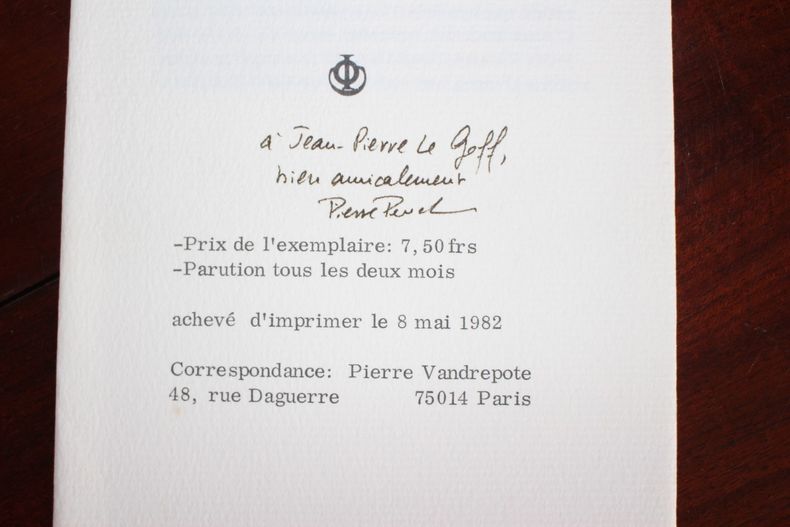 à Jean-Pierre Le Goff,
bien amicalement
Pierre Peuch
-Prix de l'exemplaire: 7,50 frs
-Parution tous les deux mois
achevé d'imprimer le 8 mai 1982
Correspondance: Pierre Vandrepote
48, rue Daguerre 75014 Paris